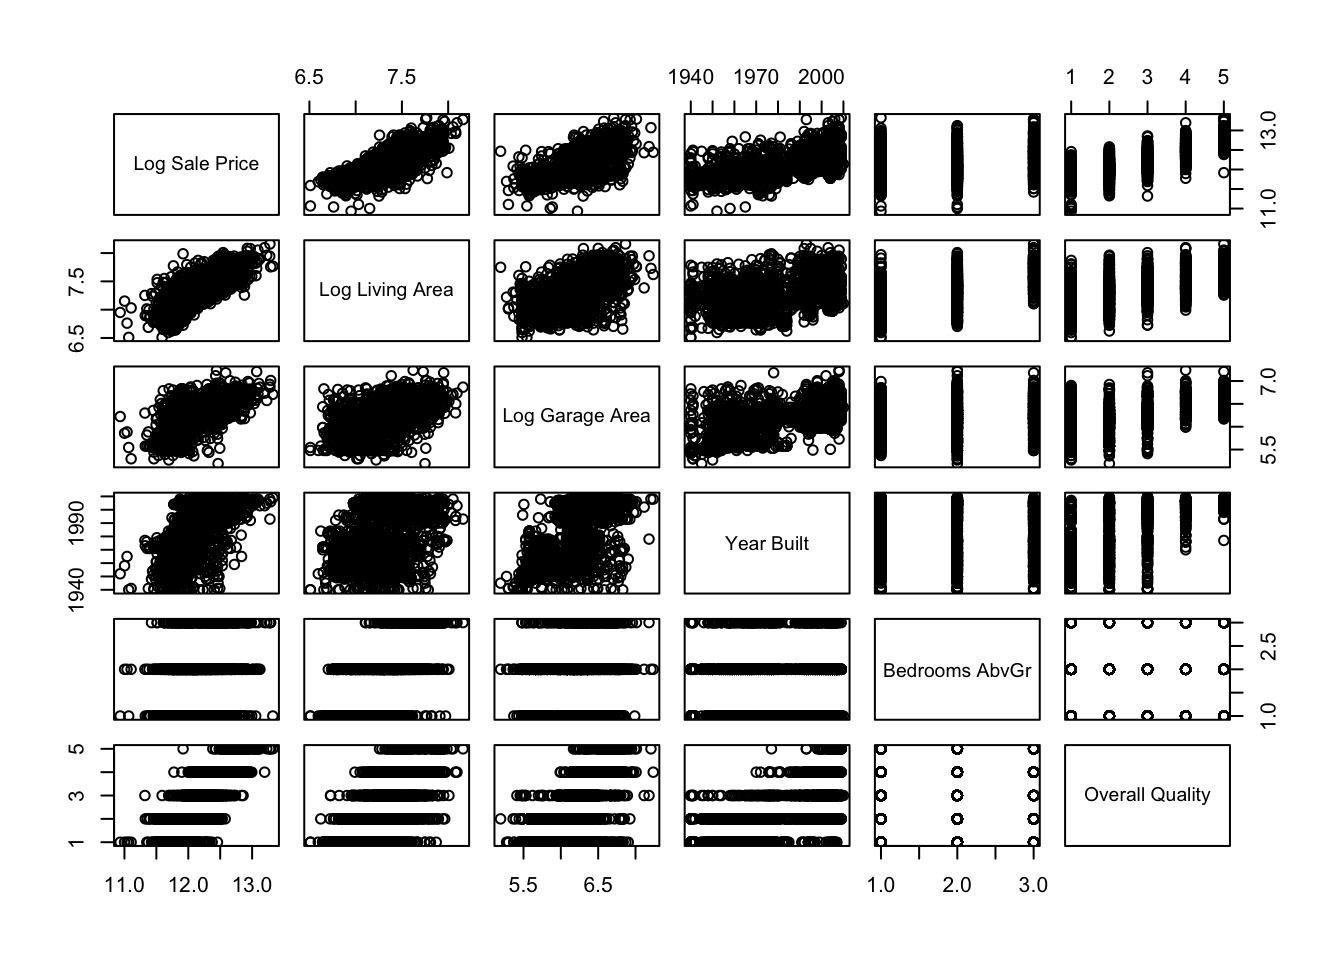 6.5 7.5 1940 1970 2000 1 2 3 4 5
Log Sale Price 11.0 13.0
6.5 7.5 Log Living Area
Log Garage Area 5.5 7.0
1940 1990 Year Built
Bedrooms AbvGr 1.0 2.5
1 3 5 Overall Quality
11.0 12.0 13.0 5.5 6.5 1.0 2.0 3.0